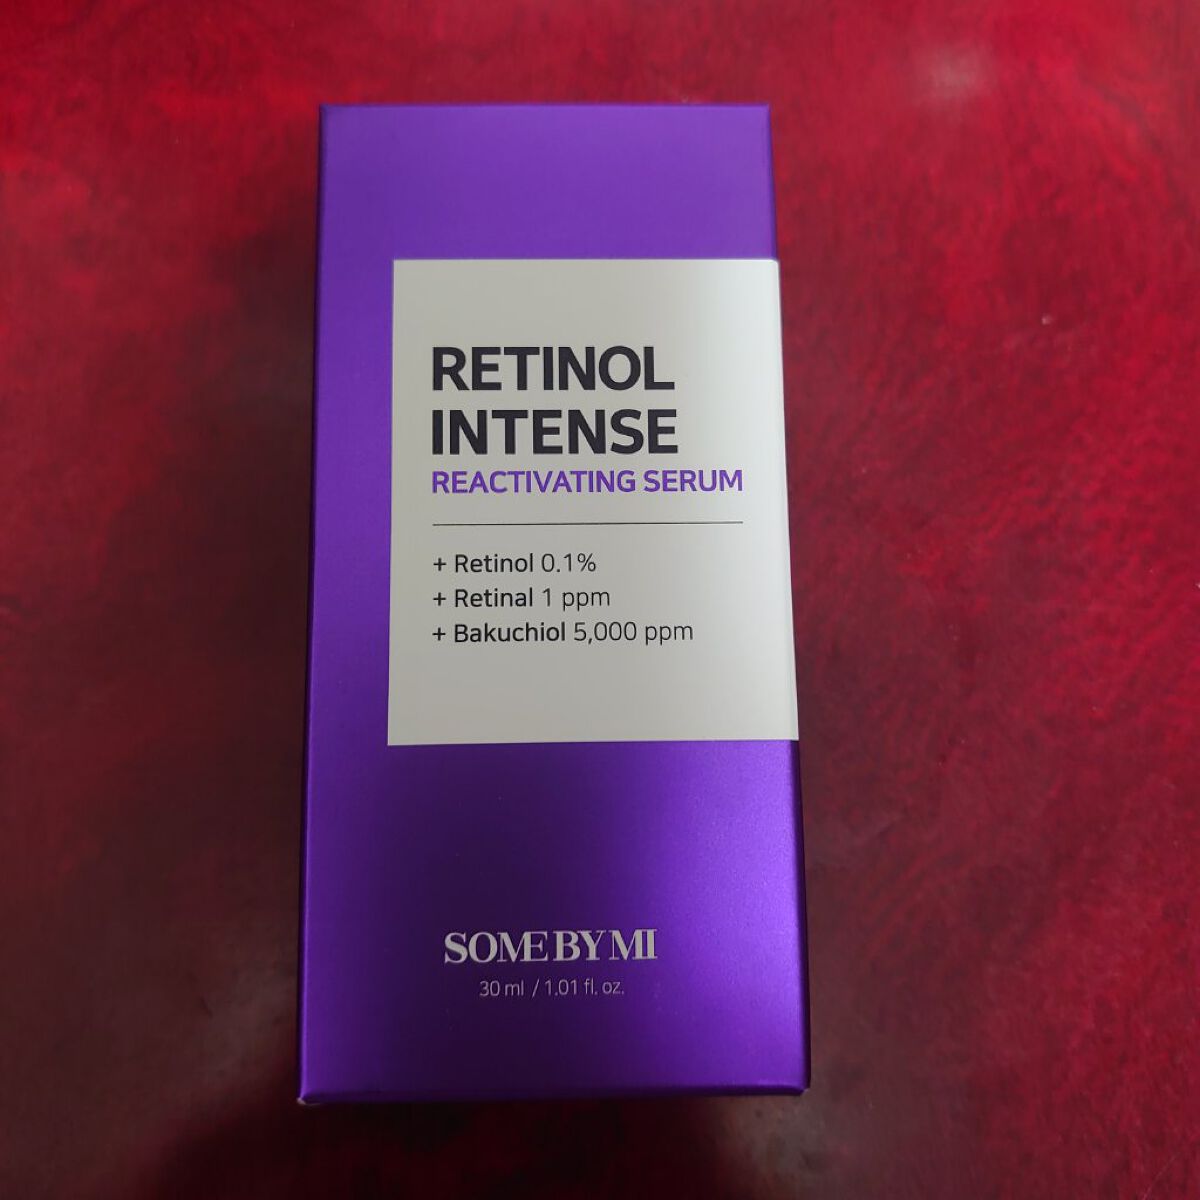 RETINOL
INTENSE
REACTIVATING SERUM
+ Retinol 0.1%
+ Retinal 1 ppm
+ Bakuchiol 5,000 ppm
SOME BY MI
30 ml / 1.01 fl. oz.